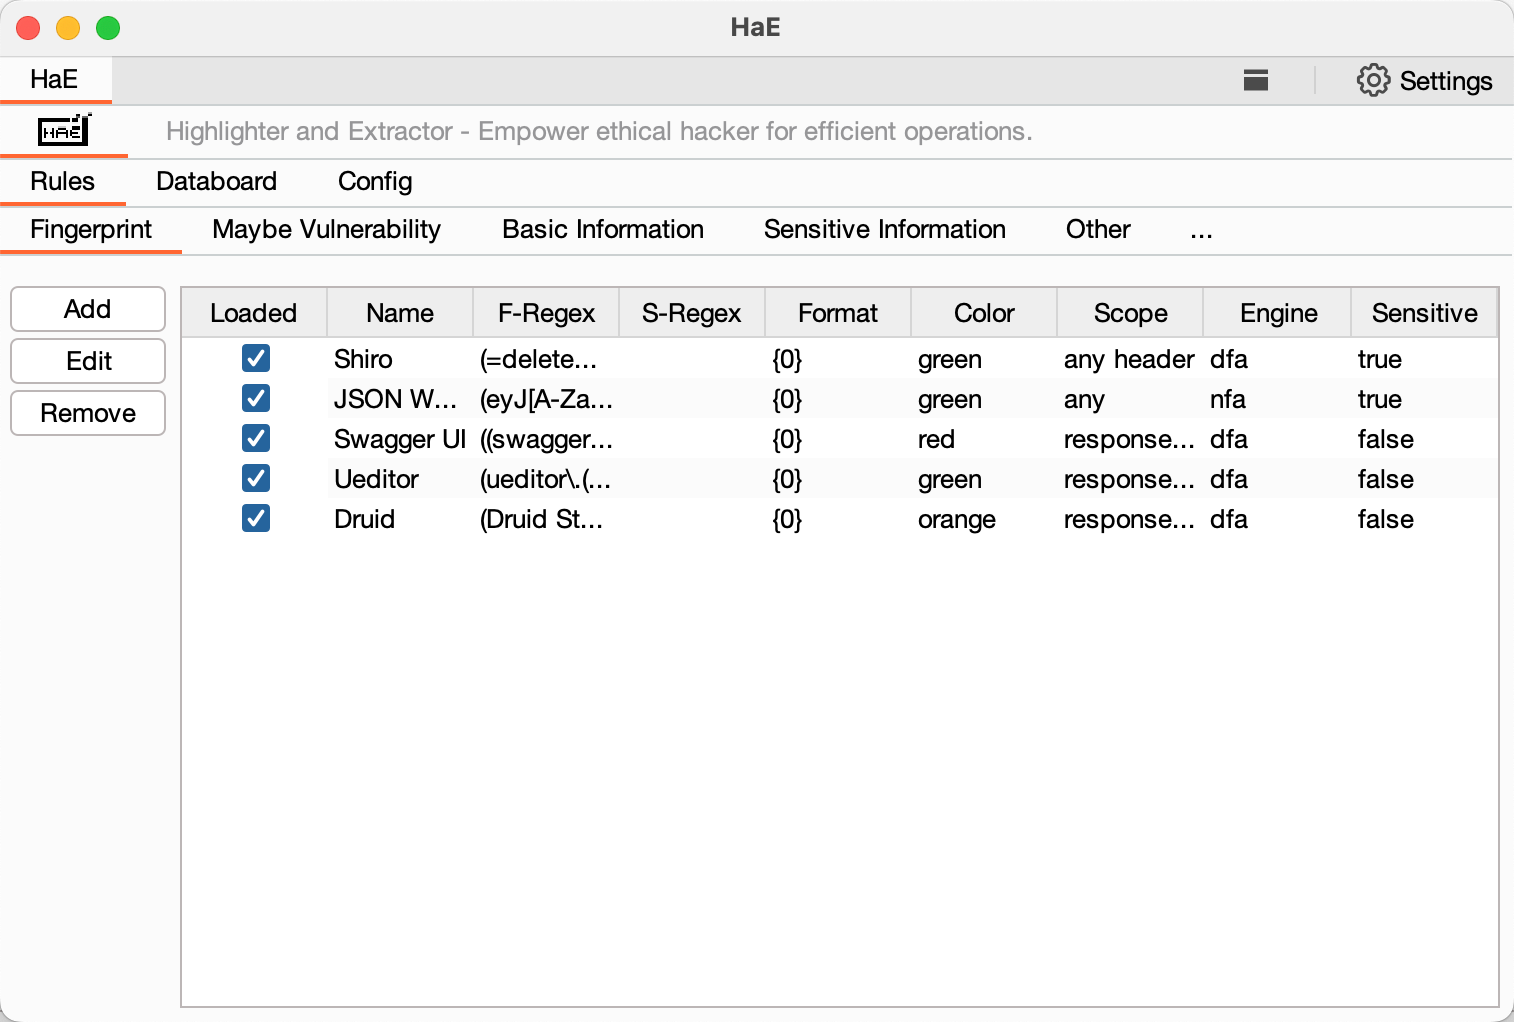 HaE
HaE Settings
HAE Highlighter and Extractor - Empower ethical hacker for efficient operations.
Rules Databoard Config
Fingerprint Maybe Vulnerability Basic Information Sensitive Information Other ...
Add
Edit
Remove
Loaded Name F-Regex S-Regex Format Color Scope Engine Sensitive
Shiro (=delete... {0} green any header dfa true
JSON W... (eyJ[A-Za... {0} green any nfa true
Swagger UI ((swagger... {0} red response... dfa false
Ueditor (ueditor\.(... {0} green response... dfa false
Druid (Druid St... {0} orange response... dfa false